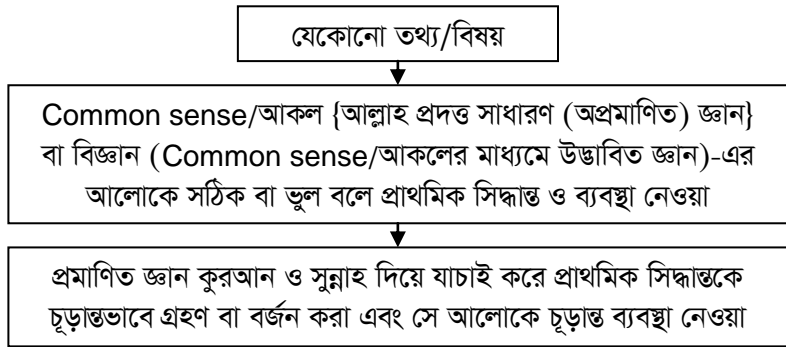 যেকোনো তথ্য/বিষয়
Common sense/আকল {আল্লাহ প্রদত্ত সাধারণ (অপ্রমাণিত) জ্ঞান}
বা বিজ্ঞান (Common sense/আকলের মাধ্যমে উদ্ভাবিত জ্ঞান)-এর
আলোকে সঠিক বা ভুল বলে প্রাথমিক সিদ্ধান্ত ও ব্যবস্থা নেওয়া
প্রমাণিত জ্ঞান কুরআন ও সুন্নাহ দিয়ে যাচাই করে প্রাথমিক সিদ্ধান্তকে
চূড়ান্তভাবে গ্রহণ বা বর্জন করা এবং সে আলোকে চূড়ান্ত ব্যবস্থা নেওয়া